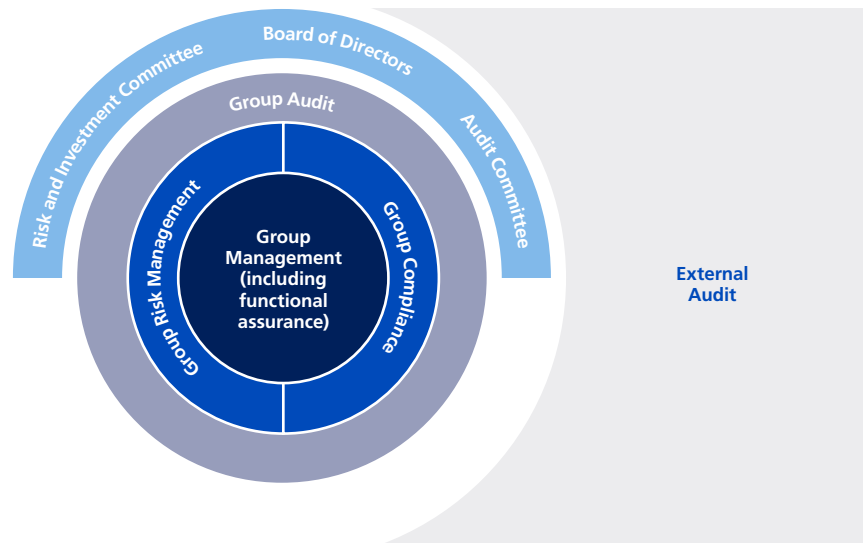 Risk and Investment Committee
Board of Directors
Audit Committee
Group Audit
Group Risk Management
Group Compliance
Group
Management
(including
functional
assurance)
External
Audit